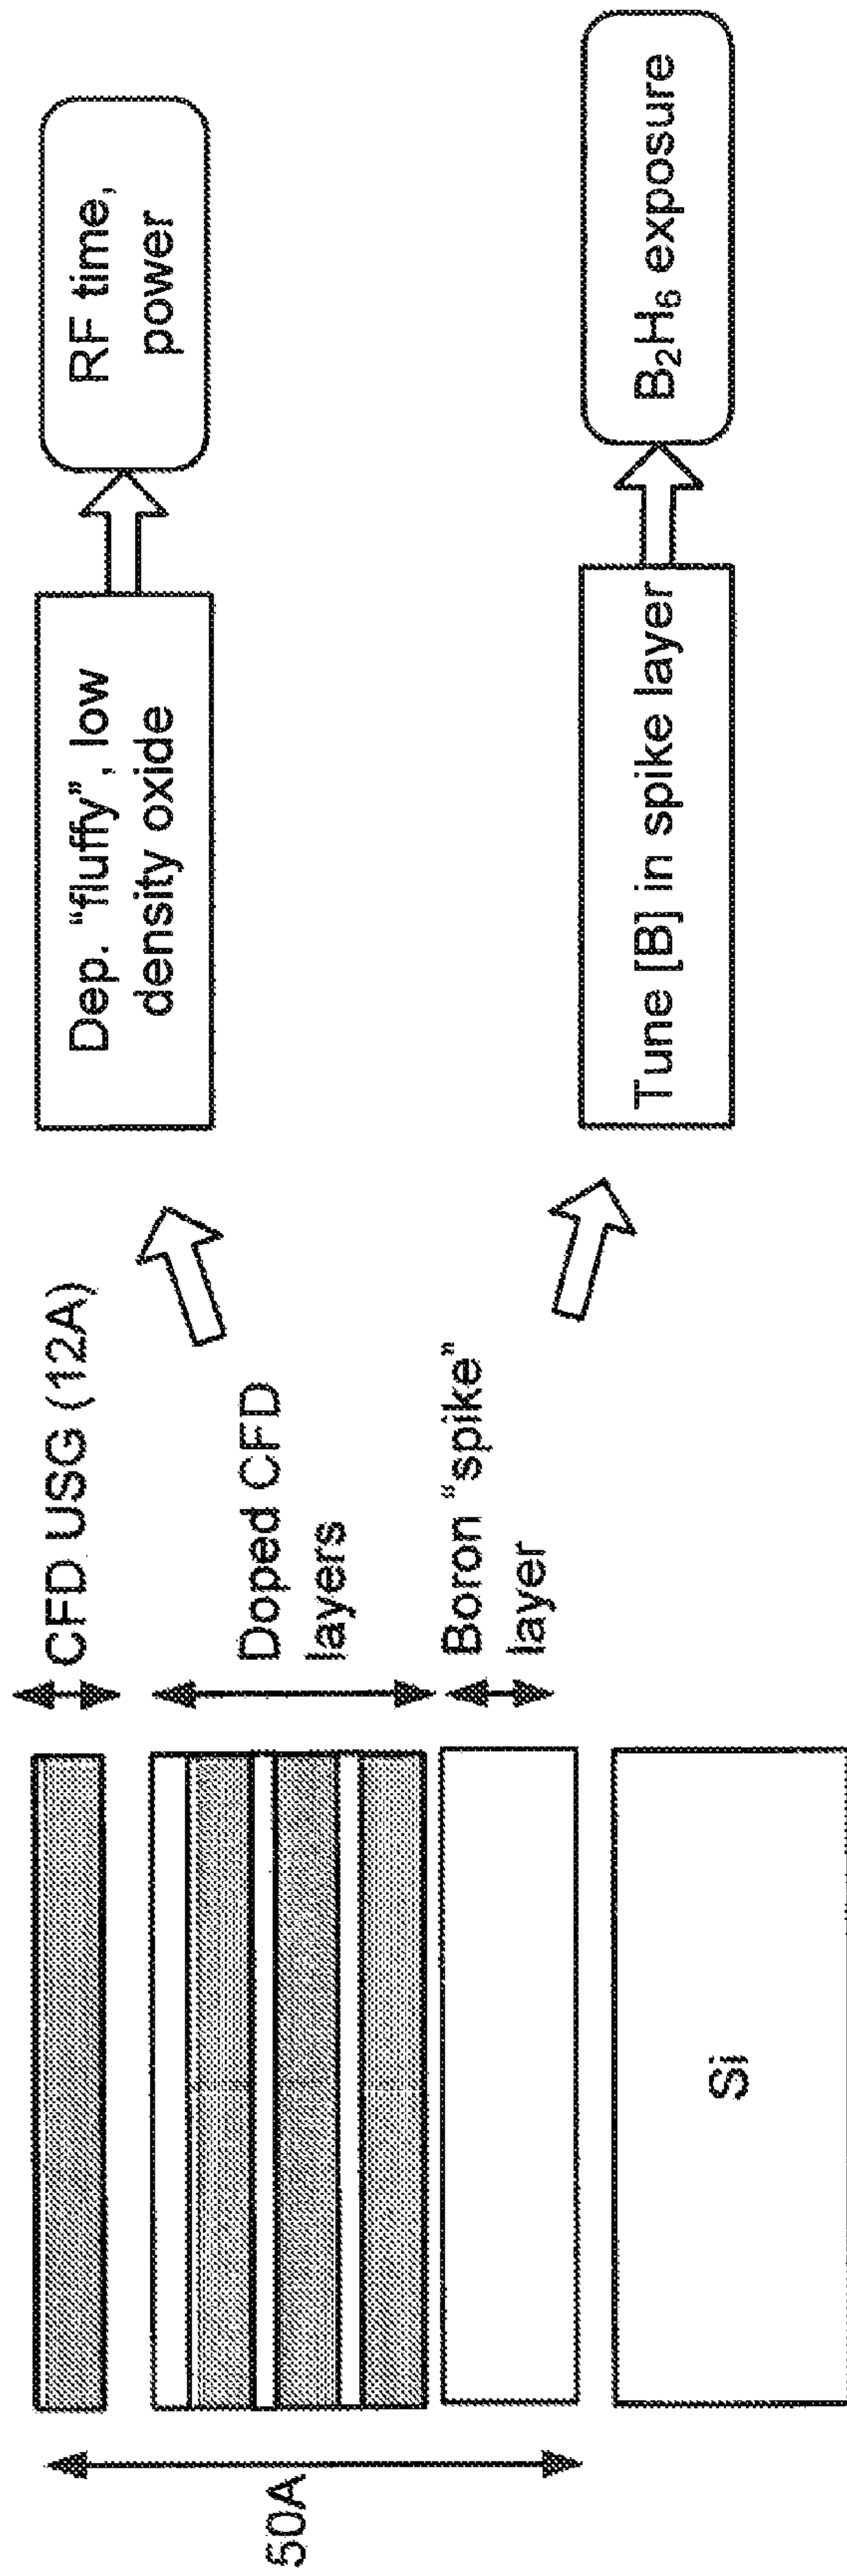 50A
Si
CFD USG (12A)
Doped CFD
layers
Boron “spike”
layer
Dep. “fluffy”, low
density oxide
RF time,
power
Tune [B] in spike layer
B₂H₆ exposure